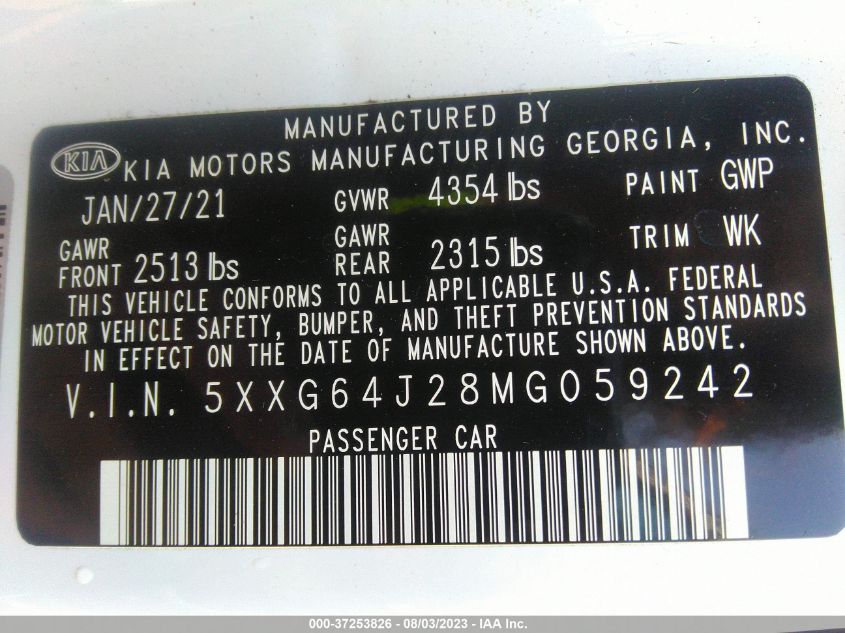 MANUFACTURED BY
KIA KIA MOTORS MANUFACTURING GEORGIA, INC.
JAN/27/21 GVWR 4354 lbs PAINT GWP
GAWR FRONT 2513 lbs GAWR REAR 2315 lbs TRIM WK
THIS VEHICLE CONFORMS TO ALL APPLICABLE U.S.A. FEDERAL
MOTOR VEHICLE SAFETY, BUMPER, AND THEFT PREVENTION STANDARDS
IN EFFECT ON THE DATE OF MANUFACTURE SHOWN ABOVE.
V.I.N. 5XXG64J28MG059242
PASSENGER CAR
000-37253826 - 08/03/2023 - IAA Inc.